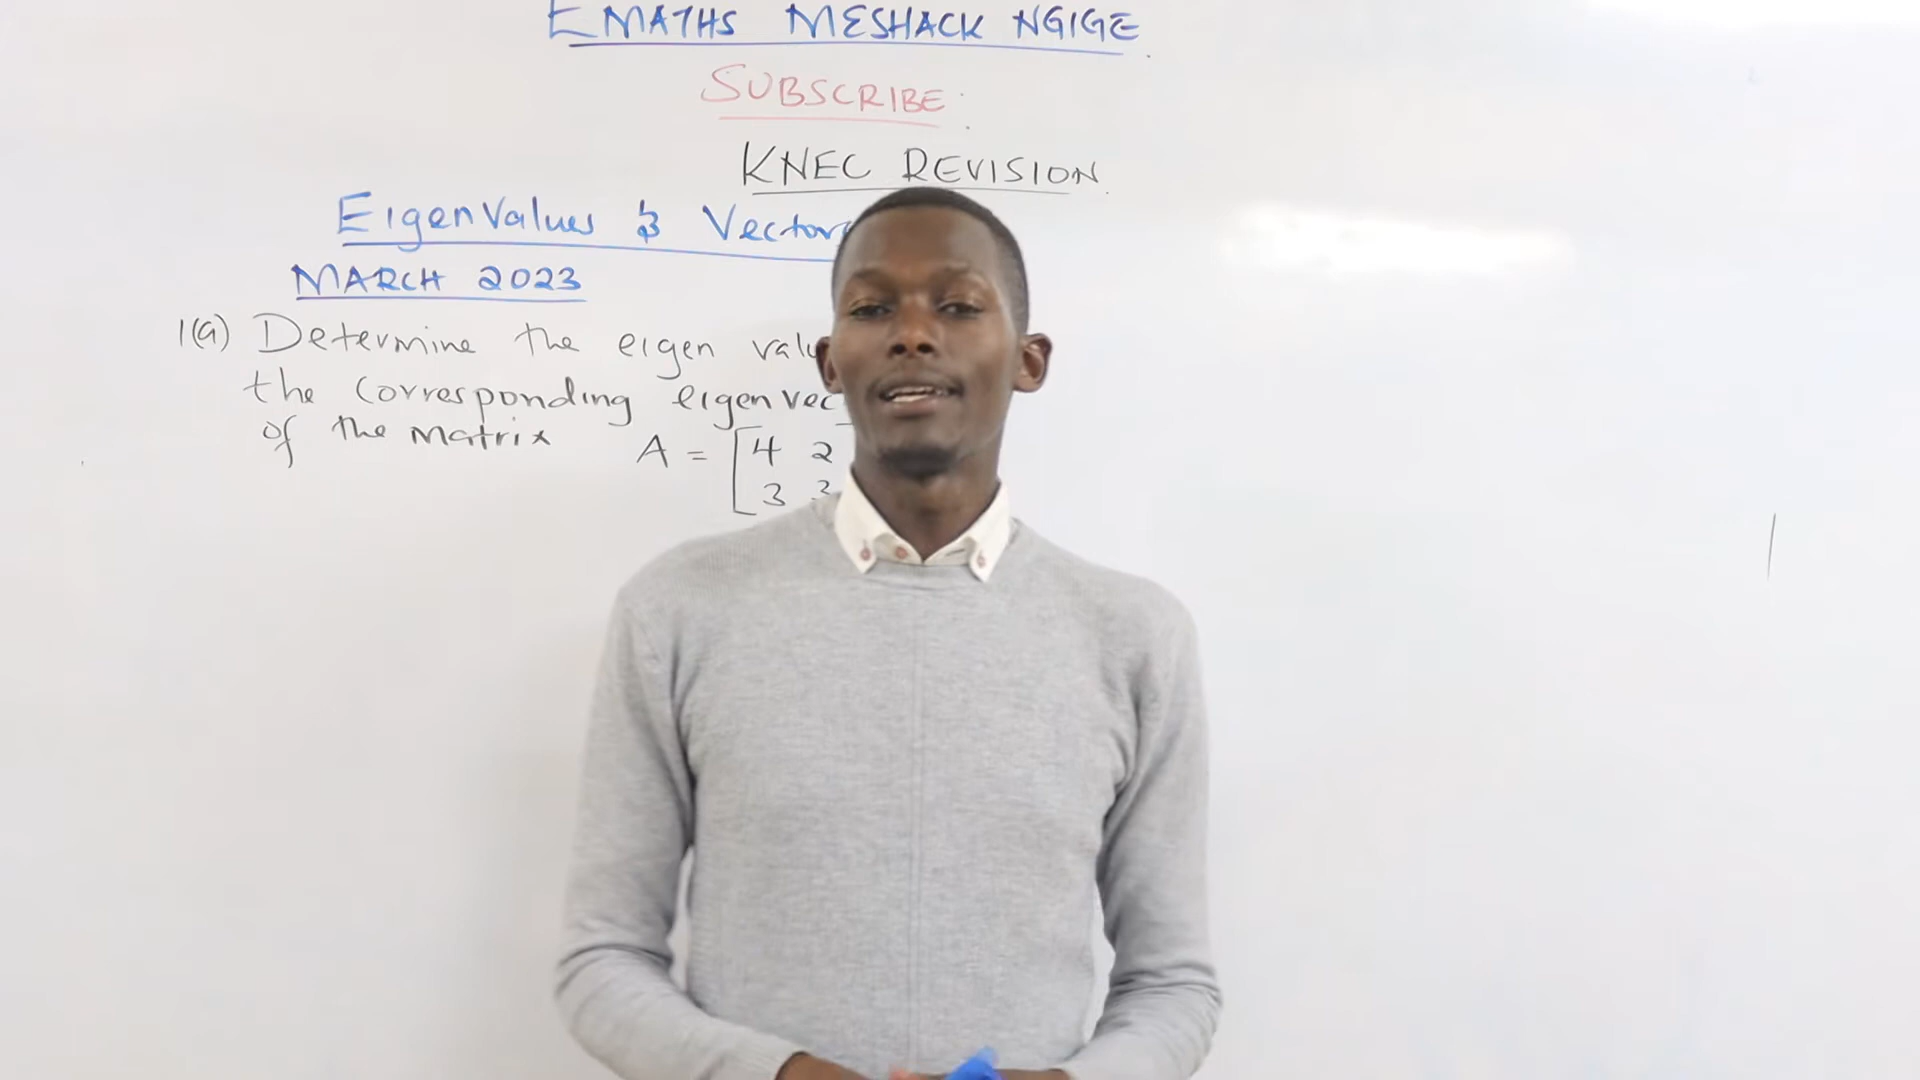 EMATHS MESHACK NGIGE
SUBSCRIBE
KNEC REVISION
EigenValues & Vectors
MARCH 2023
1(a) Determine the eigen
the corresponding
of the matrix A = [4 2
3 3